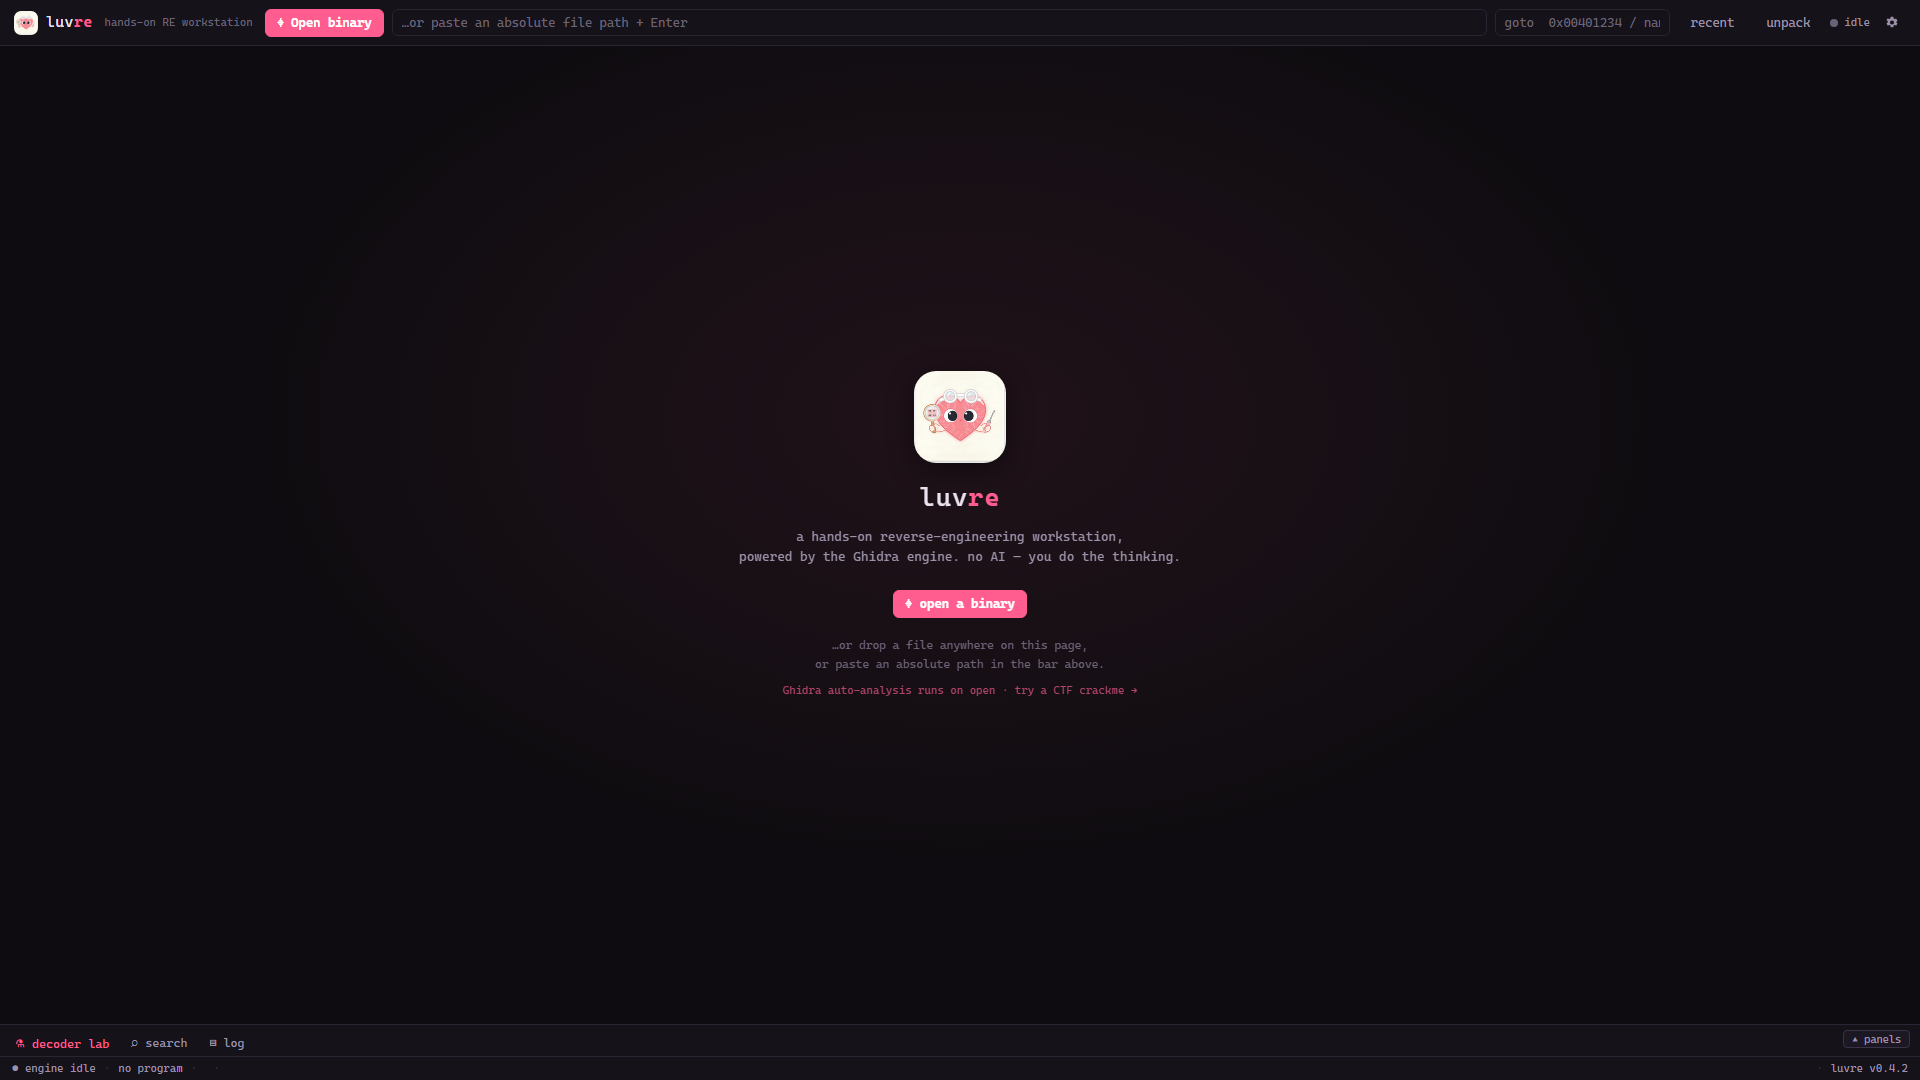 luvre hands-on RE workstation Open binary …or paste an absolute file path + Enter goto 0x00401234 / na recent unpack idle
luvre
a hands-on reverse-engineering workstation,
powered by the Ghidra engine. no AI — you do the thinking.
open a binary
…or drop a file anywhere on this page,
or paste an absolute path in the bar above.
Ghidra auto-analysis runs on open · try a CTF crackme →
decoder lab search log panels
engine idle · no program · · · luvre v0.4.2